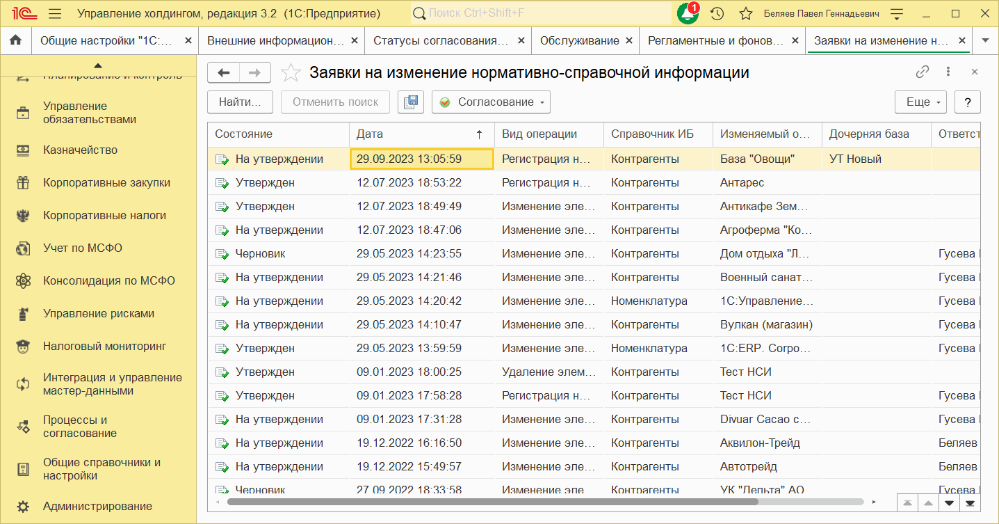 1С Управление холдингом, редакция 3.2 (1С:Предприятие) Поиск Ctrl+Shift+F 1 Беляев Павел Геннадьевич
Общие настройки "1С:... Внешние информацион... Статусы согласования... Обслуживание Регламентные и фонов... Заявки на изменение н...
Планирование и контроль
Управление
обязательствами
Казначейство
Корпоративные закупки
Корпоративные налоги
Учет по МСФО
Консолидация по МСФО
Управление рисками
Налоговый мониторинг
Интеграция и управление
мастер-данными
Процессы и
согласование
Общие справочники и
настройки
Администрирование
Заявки на изменение нормативно-справочной информации
Найти... Отменить поиск Согласование Еще ?
Состояние Дата Вид операции Справочник ИБ Изменяемый о... Дочерняя база Ответст
На утверждении 29.09.2023 13:05:59 Регистрация н... Контрагенты База "Овощи" УТ Новый
Утвержден 12.07.2023 18:53:22 Регистрация н... Контрагенты Антарес
Утвержден 12.07.2023 18:49:49 Изменение эле... Контрагенты Антикафе Зем...
На утверждении 12.07.2023 18:47:06 Изменение эле... Контрагенты Агроферма "Ко...
Черновик 29.05.2023 14:23:55 Изменение эле... Контрагенты Дом отдыха "Л... Гусева
На утверждении 29.05.2023 14:21:46 Изменение эле... Контрагенты Военный санат... Гусева
На утверждении 29.05.2023 14:20:42 Изменение эле... Номенклатура 1С:Управление... Гусева
На утверждении 29.05.2023 14:10:47 Изменение эле... Контрагенты Вулкан (магазин) Гусева
Утвержден 29.05.2023 13:59:59 Изменение эле... Номенклатура 1С:ERP. Corpo... Гусева
Утвержден 09.01.2023 18:00:25 Удаление элем... Контрагенты Тест НСИ
Утвержден 09.01.2023 17:58:28 Регистрация н... Контрагенты Тест НСИ Гусева
На утверждении 09.01.2023 17:31:28 Изменение эле... Контрагенты Divuar Cacao c... Гусева
На утверждении 19.12.2022 16:16:50 Изменение эле... Контрагенты Аквилон-Трейд Беляев
На утверждении 19.12.2022 15:49:57 Изменение эле... Контрагенты Автотрейд Беляев
Черновик 27.09.2022 18:33:58 Изменение эле Контрагенты УК "Дельта" АО Гусева